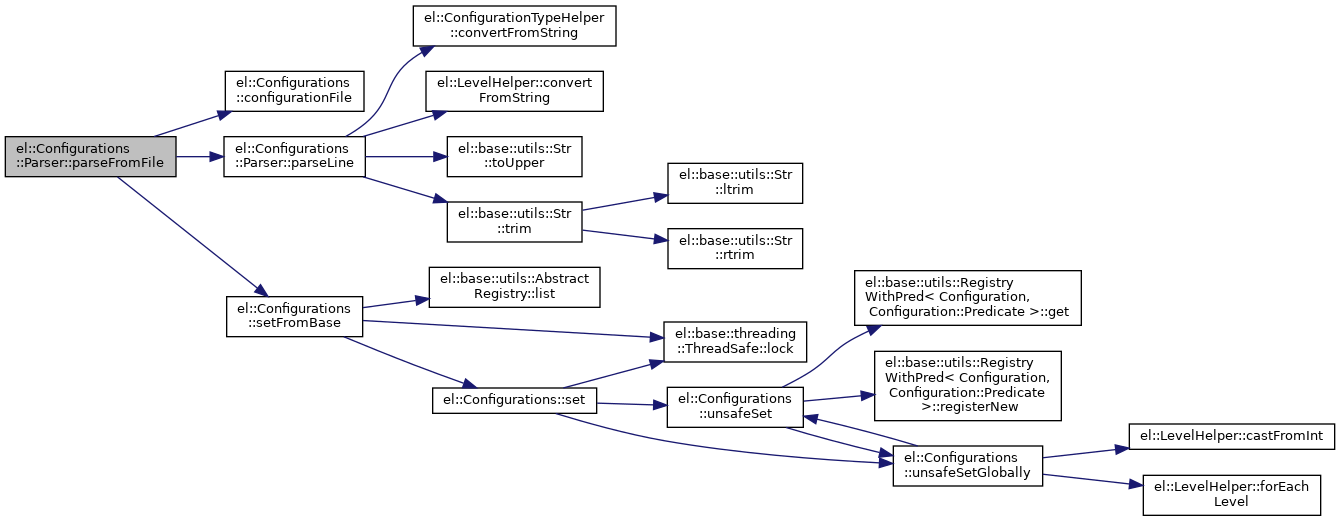 el::ConfigurationTypeHelper
::convertFromString
el::Configurations
::configurationFile
el::LevelHelper::convert
FromString
el::Configurations
::Parser::parseFromFile
el::Configurations
::Parser::parseLine
el::base::utils::Str
::toUpper
el::base::utils::Str
::trim
el::base::utils::Str
::ltrim
el::base::utils::Str
::rtrim
el::base::utils::Abstract
Registry::list
el::Configurations
::setFromBase
el::base::threading
::ThreadSafe::lock
el::base::utils::Registry
WithPred< Configuration,
Configuration::Predicate >::get
el::base::utils::Registry
WithPred< Configuration,
Configuration::Predicate
>::registerNew
el::Configurations::set
el::Configurations
::unsafeSet
el::Configurations
::unsafeSetGlobally
el::LevelHelper::castFromInt
el::LevelHelper::forEach
Level